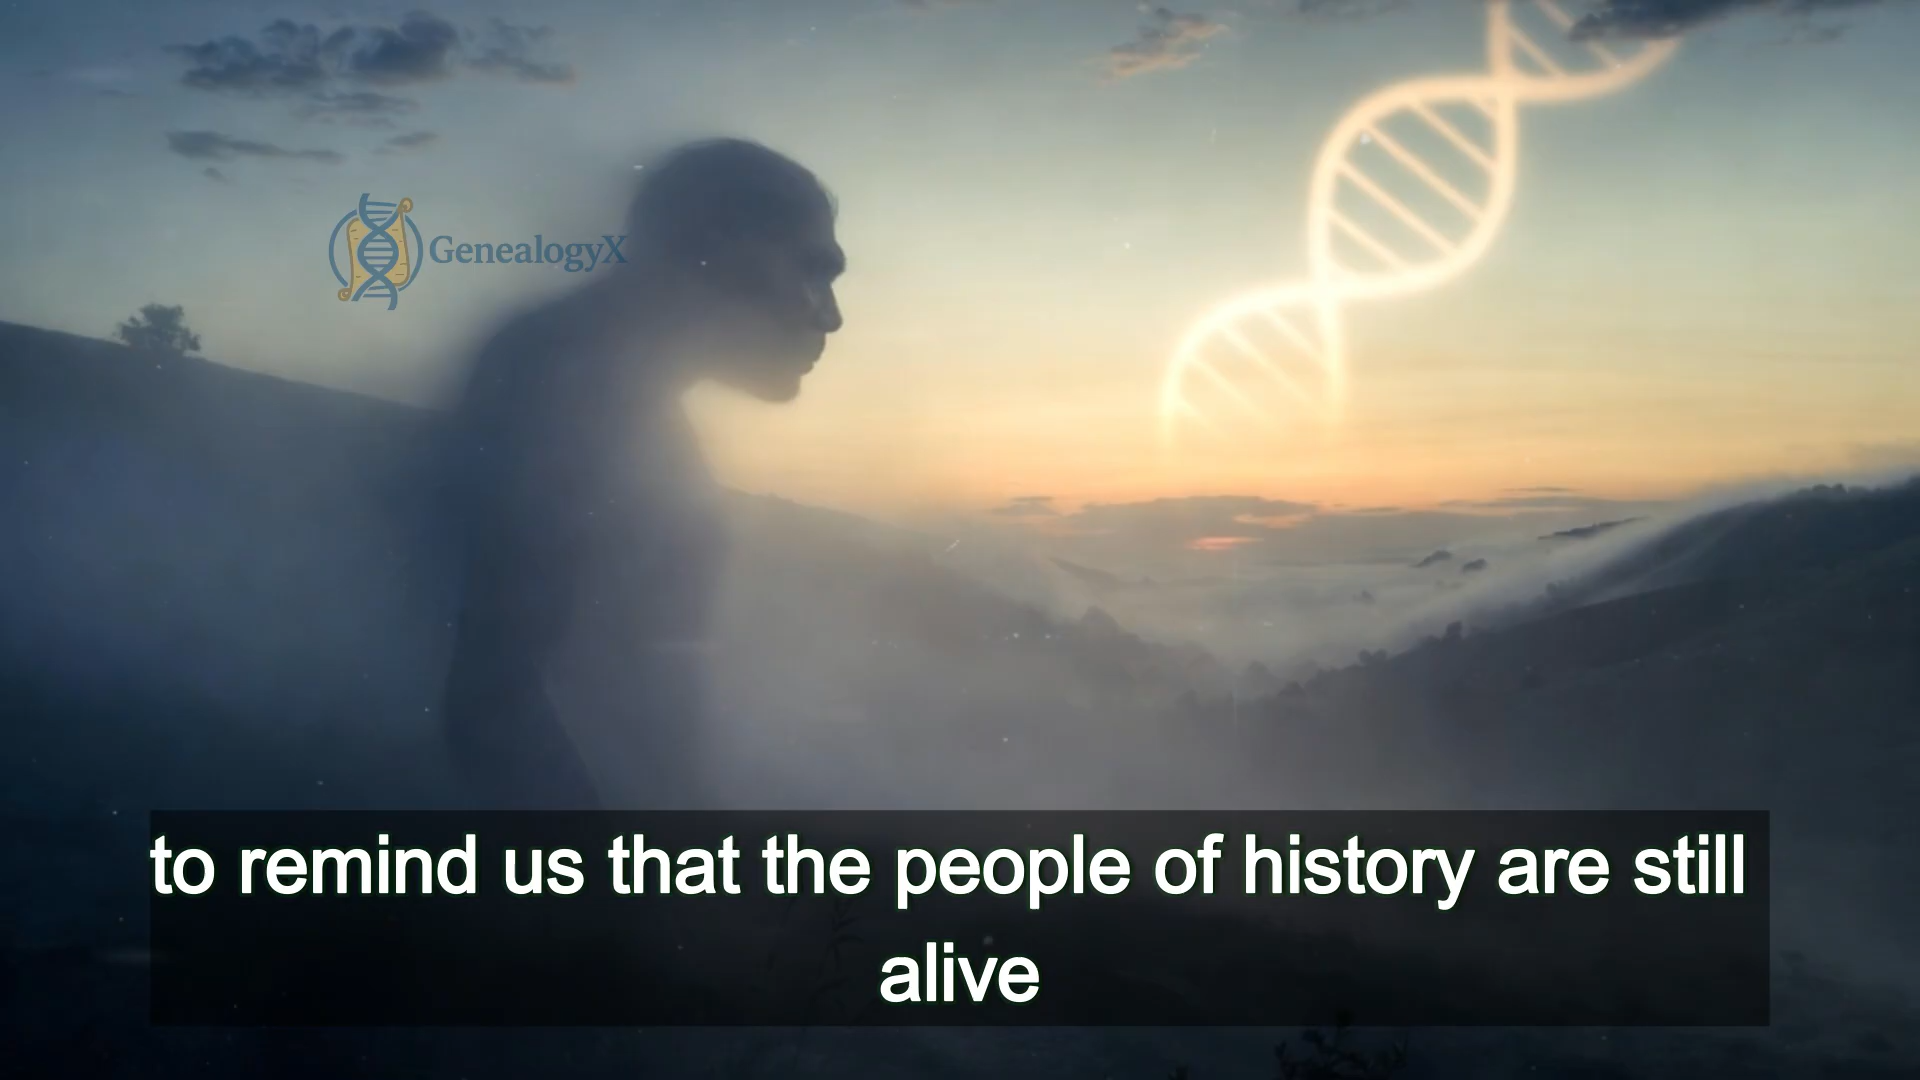 GenealogyX
to remind us that the people of history are still
alive